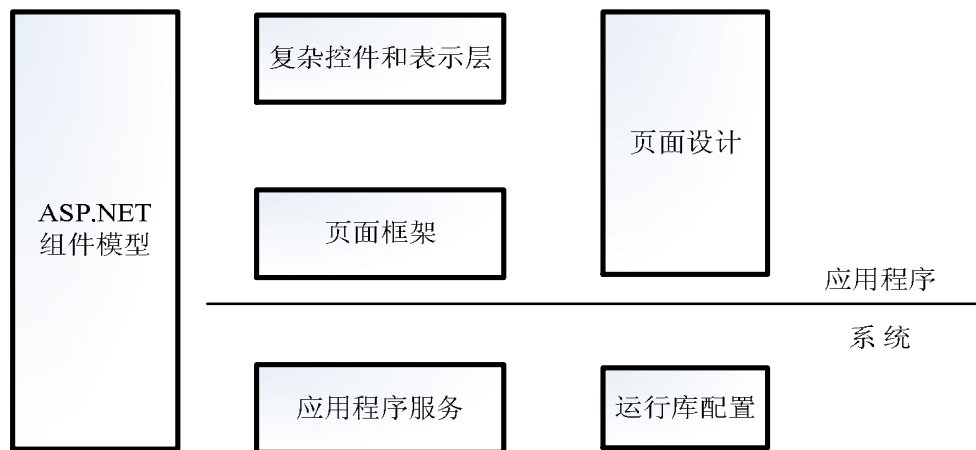 复杂控件和表示层
页面设计
ASP.NET
组件模型
页面框架
应用程序
系 统
应用程序服务
运行库配置